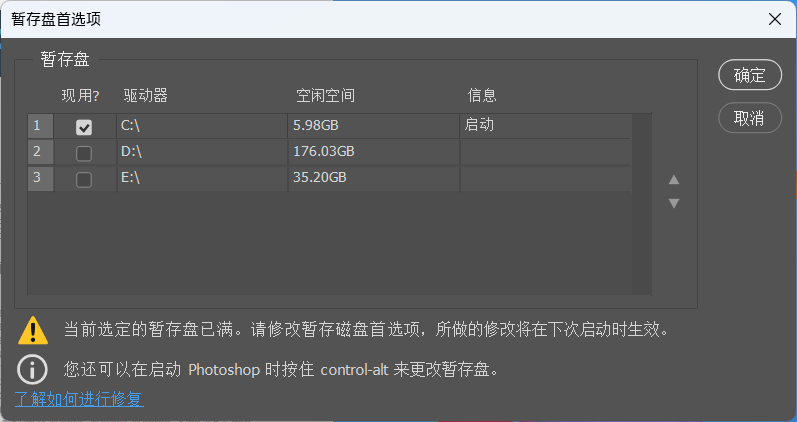 暂存盘首选项
暂存盘
现用? 驱动器 空闲空间 信息
1 C:\ 5.98GB 启动
2 D:\ 176.03GB
3 E:\ 35.20GB
确定
取消
当前选定的暂存盘已满。请修改暂存磁盘首选项，所做的修改将在下次启动时生效。
您还可以在启动 Photoshop 时按住 control-alt 来更改暂存盘。
了解如何进行修复